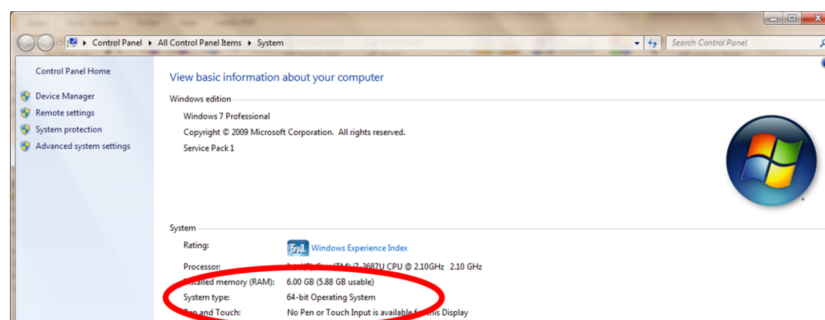 Control Panel ▸ All Control Panel Items ▸ System
Search Control Panel
Control Panel Home
Device Manager
Remote settings
System protection
Advanced system settings
View basic information about your computer
Windows edition
Windows 7 Professional
Copyright © 2009 Microsoft Corporation. All rights reserved.
Service Pack 1
System
Rating:
5.1 Windows Experience Index
Processor: CPU @ 2.10GHz 2.10 GHz
Installed memory (RAM): 6.00 GB (5.88 GB usable)
System type: 64-bit Operating System
Pen and Touch: No Pen or Touch Input is available for this Display